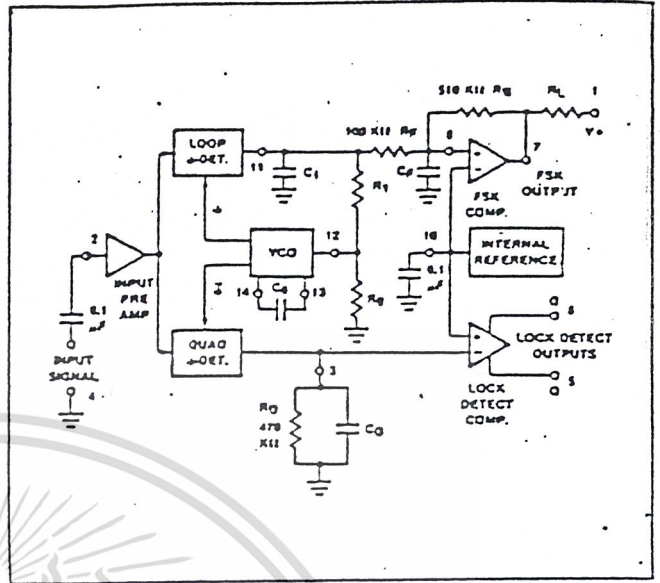 510 KΩ RB
RL
1
Vo
100 KΩ RF
8
7
LOOP
φ-DET.
11
C1
CF
R1
FSK
COMP.
FSK
OUTPUT
φ
VCO
12
10
INTERNAL
REFERENCE
2
INPUT
PRE
AMP
0.1
μF
14
C0
13
R0
0.1
μF
φ
QUAD
φ-DET.
6
Q
LOCK DETECT
OUTPUTS
INPUT
SIGNAL
4
3
LOCK
DETECT
COMP.
5
Q
RD
470
KΩ
CD